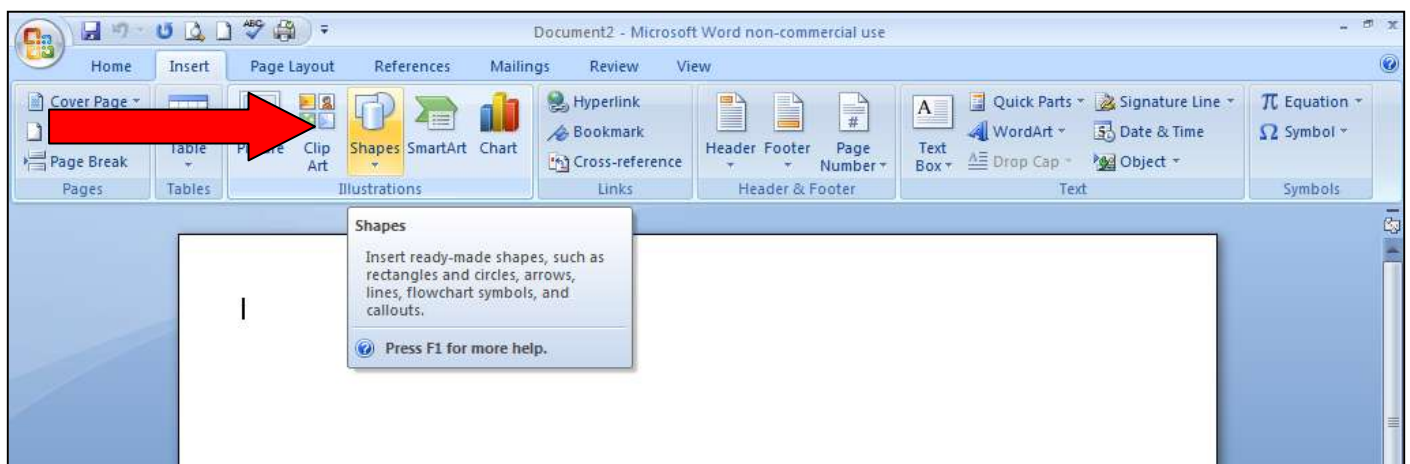 ABC
Document2 - Microsoft Word non-commercial use
Home Insert Page Layout References Mailings Review View
Cover Page
Page Break
Pages
Table
Tables
Clip Art
Shapes
SmartArt
Chart
Illustrations
Hyperlink
Bookmark
Cross-reference
Links
Header
Footer
Page
Number
#
Header & Footer
A
Text
Box
Quick Parts
WordArt
Drop Cap
Signature Line
Date & Time
Object
Text
π Equation
Ω Symbol
Symbols
Shapes
Insert ready-made shapes, such as
rectangles and circles, arrows,
lines, flowchart symbols, and
callouts.
Press F1 for more help.